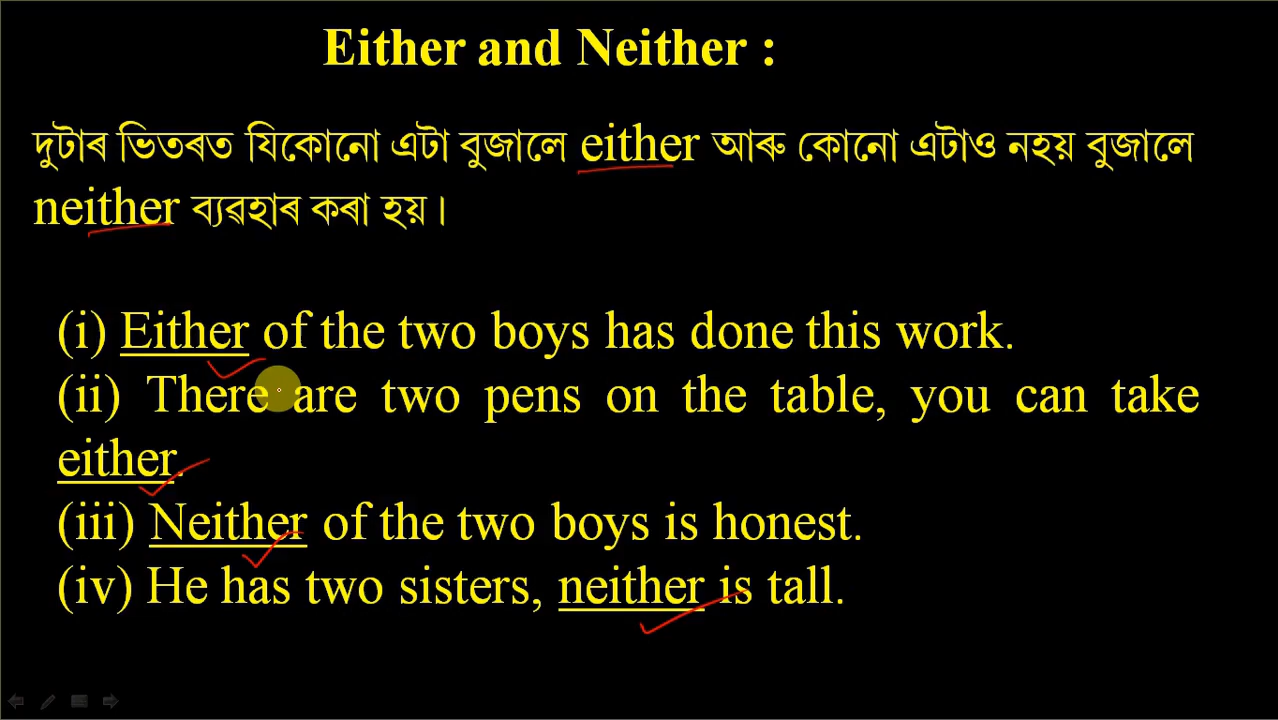 Either and Neither :
দুটাৰ ভিতৰত যিকোনো এটা বুজালে either আৰু কোনো এটাও নহয় বুজালে
neither ব্যৱহাৰ কৰা হয়।
(i) Either of the two boys has done this work.
(ii) There are two pens on the table, you can take
either.
(iii) Neither of the two boys is honest.
(iv) He has two sisters, neither is tall.